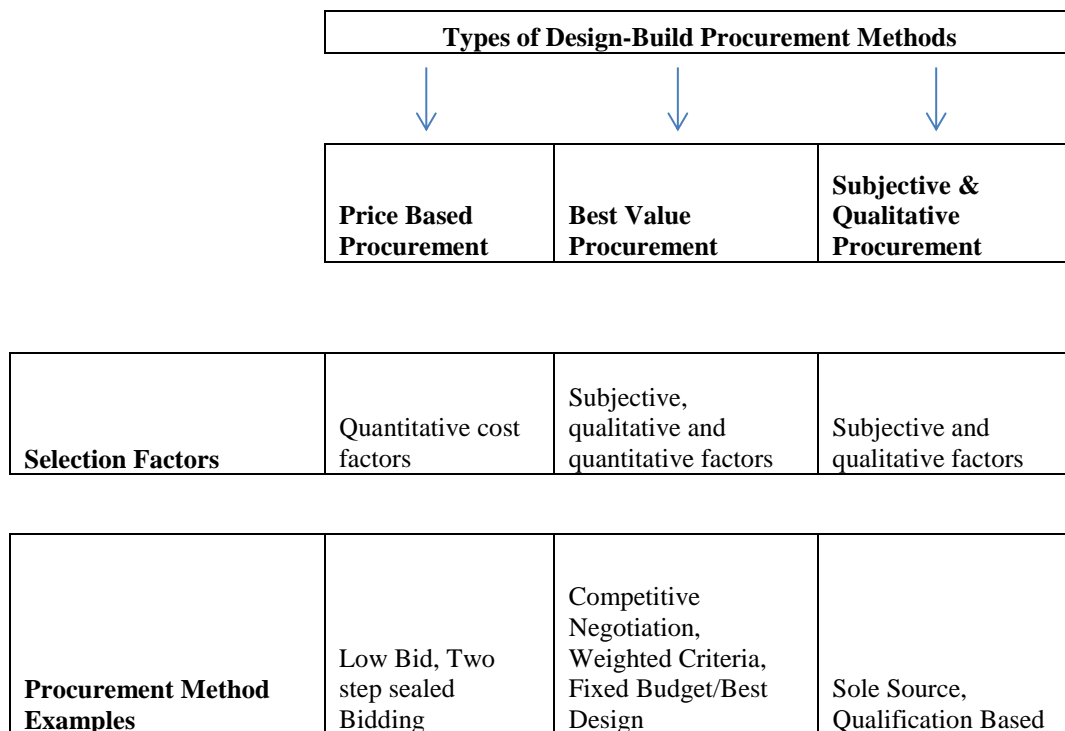 Types of Design-Build Procurement Methods
Price Based
Procurement
Best Value
Procurement
Subjective &
Qualitative
Procurement
Selection Factors
Quantitative cost
factors
Subjective,
qualitative and
quantitative factors
Subjective and
qualitative factors
Procurement Method
Examples
Low Bid, Two
step sealed
Bidding
Competitive
Negotiation,
Weighted Criteria,
Fixed Budget/Best
Design
Sole Source,
Qualification Based